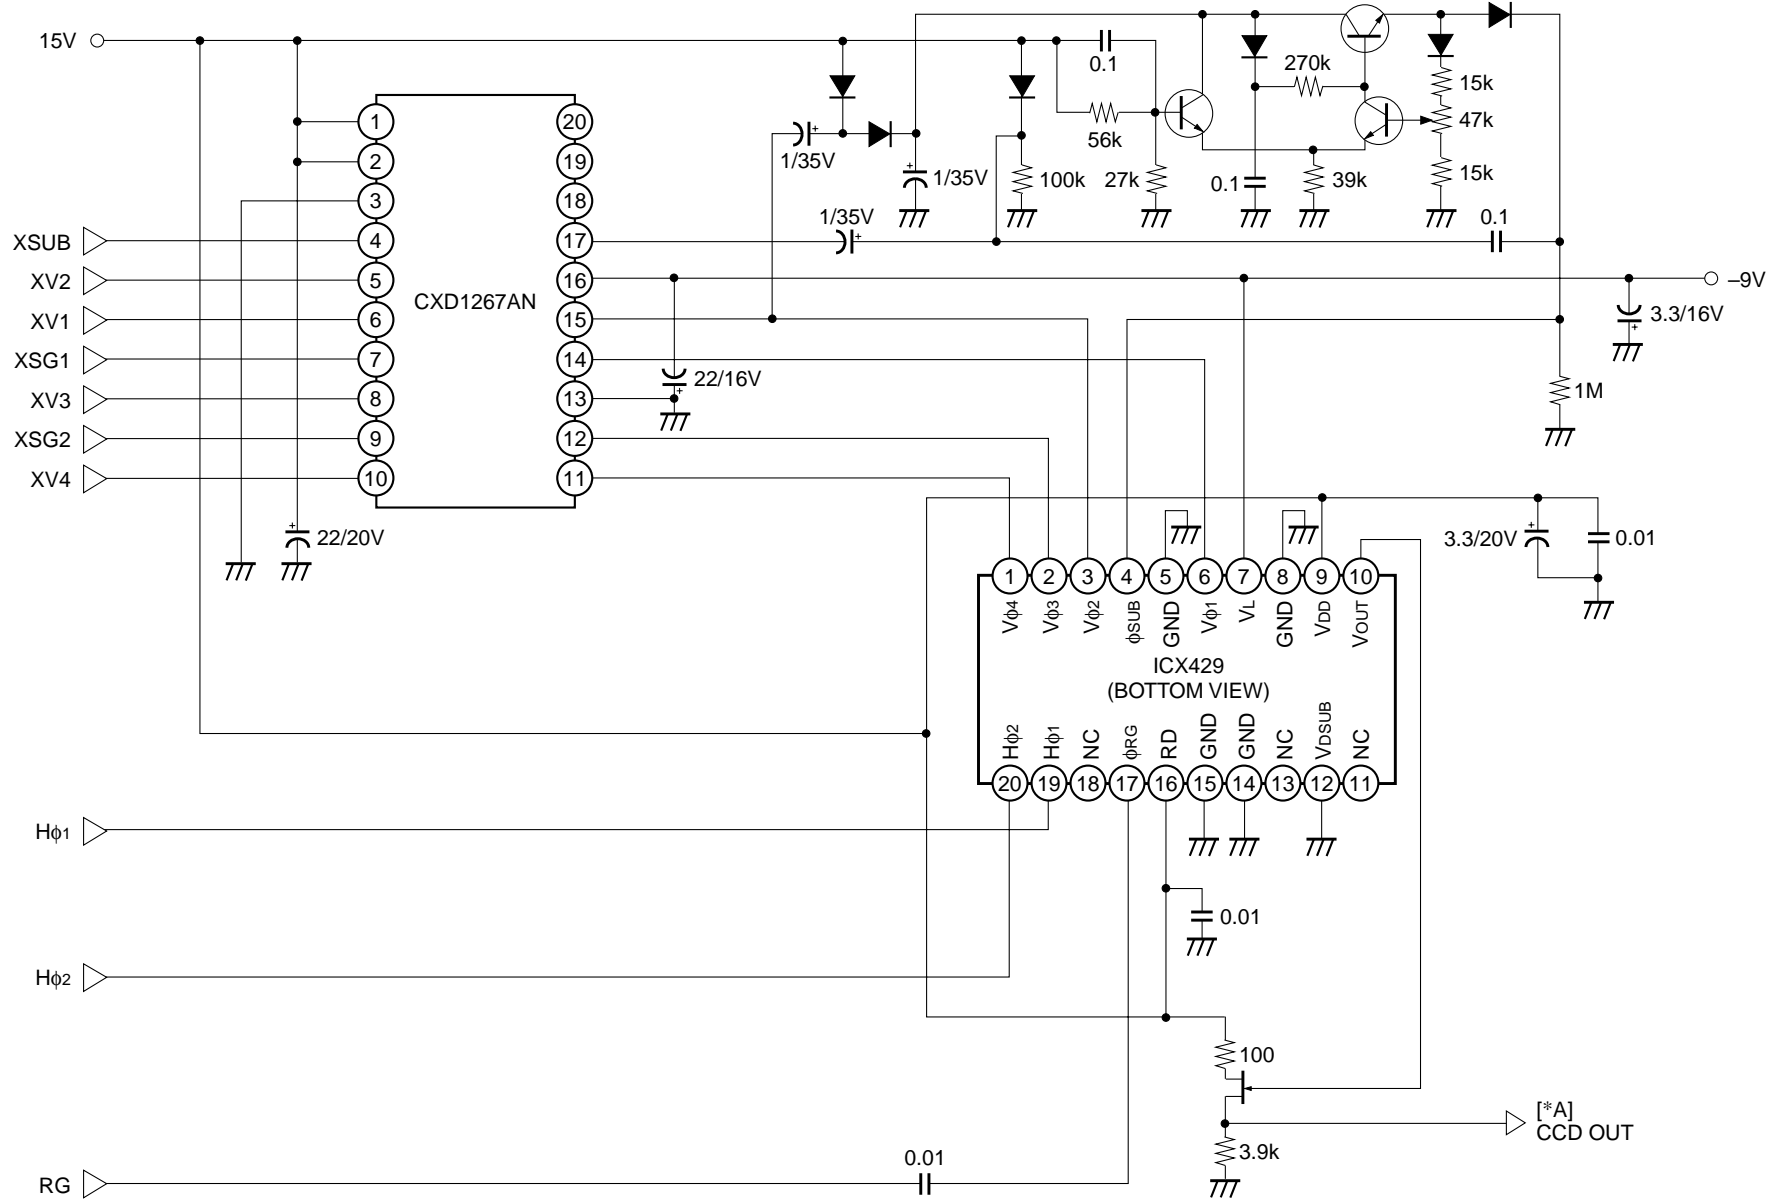 15V
0.1
270k
15k
47k
56k
1/35V
1/35V
100k
27k
0.1
39k
15k
1/35V
0.1
1
2
3
4
5
6
7
8
9
10
20
19
18
17
16
15
14
13
12
11
CXD1267AN
XSUB
XV2
XV1
XSG1
XV3
XSG2
XV4
–9V
3.3/16V
22/16V
1M
22/20V
3.3/20V
0.01
1
2
3
4
5
6
7
8
9
10
Vϕ4
Vϕ3
Vϕ2
ϕSUB
GND
Vϕ1
VL
GND
VDD
VOUT
ICX429
(BOTTOM VIEW)
Hϕ2
Hϕ1
NC
ϕRG
RD
GND
GND
NC
VDSUB
NC
20
19
18
17
16
15
14
13
12
11
Hϕ1
0.01
Hϕ2
100
[*A]
CCD OUT
3.9k
0.01
RG